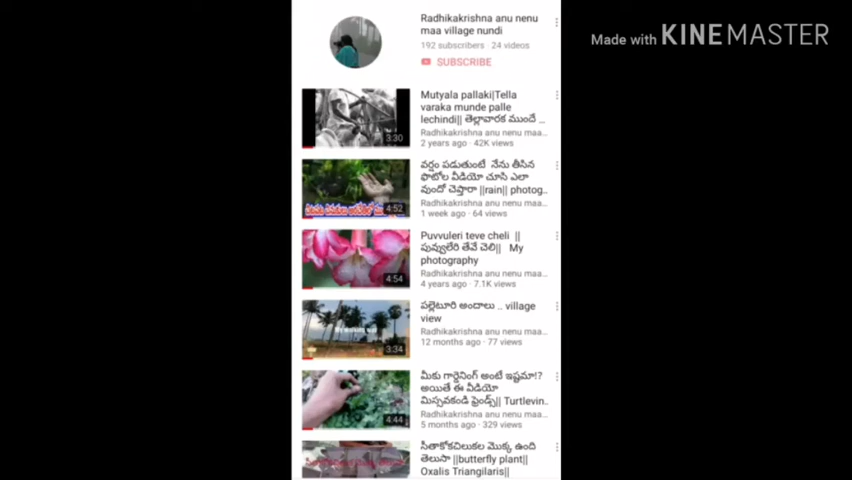 Radhikakrishna anu nenu
maa village nundi
192 subscribers · 24 videos
SUBSCRIBE
Made with KINEMASTER
Mutyala pallaki|Tella
varaka munde palle
lechindi|| తెల్లావారక ముందే ..
Radhikakrishna anu nenu maa...
2 years ago · 42K views
3:30
వర్షం పడుతుంటే నేను తీసిన
ఫొటోల వీడియో చూసి ఎలా
వుందో చెప్తారా ||rain|| photog..
Radhikakrishna anu nenu maa...
1 week ago · 64 views
4:52
Puvvuleri teve cheli ||
పువ్వులేరి తేవే చెలి|| My
photography
Radhikakrishna anu nenu maa...
4 years ago · 7.1K views
4:54
పల్లెటూరి అందాలు .. village
view
Radhikakrishna anu nenu maa...
12 months ago · 77 views
3:34
మీకు గార్డెనింగ్ అంటే ఇష్టమా!?
అయితే ఈ వీడియో
మిస్సవకండి ఫ్రెండ్స్|| Turtlevin..
Radhikakrishna anu nenu maa...
5 months ago · 329 views
4:44
సీతాకోకచిలుకల మొక్క ఉంది
తెలుసా ||butterfly plant||
Oxalis Triangilaris||